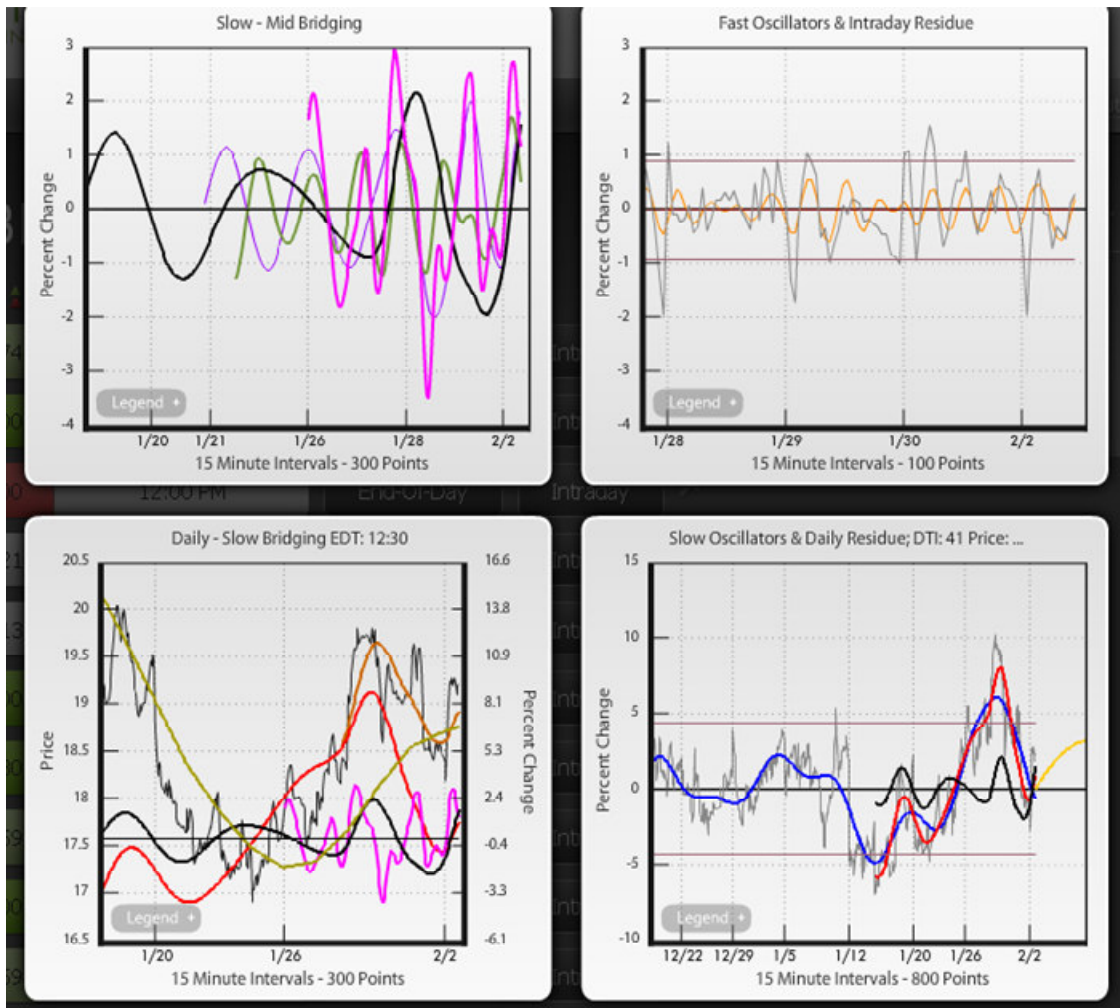 Slow - Mid Bridging
3
2
1
0
-1
-2
-3
-4
Percent Change
Legend +
1/20 1/21 1/26 1/28 2/2
15 Minute Intervals - 300 Points
Fast Oscillators & Intraday Residue
3
2
1
0
-1
-2
-3
-4
Percent Change
Legend +
1/28 1/29 1/30 2/2
15 Minute Intervals - 100 Points
12:00 PM End-Of-Day Intraday
Daily - Slow Bridging EDT: 12:30
20.5 16.6
20 13.8
19.5 10.9
19 8.1
18.5 5.3
18 2.4
17.5 -0.4
17 -3.3
16.5 -6.1
Price
Percent Change
Legend +
1/20 1/26 2/2
15 Minute Intervals - 300 Points
Slow Oscillators & Daily Residue; DTI: 41 Price: ...
15
10
5
0
-5
-10
Percent Change
Legend +
12/22 12/29 1/5 1/12 1/20 1/26 2/2
15 Minute Intervals - 800 Points